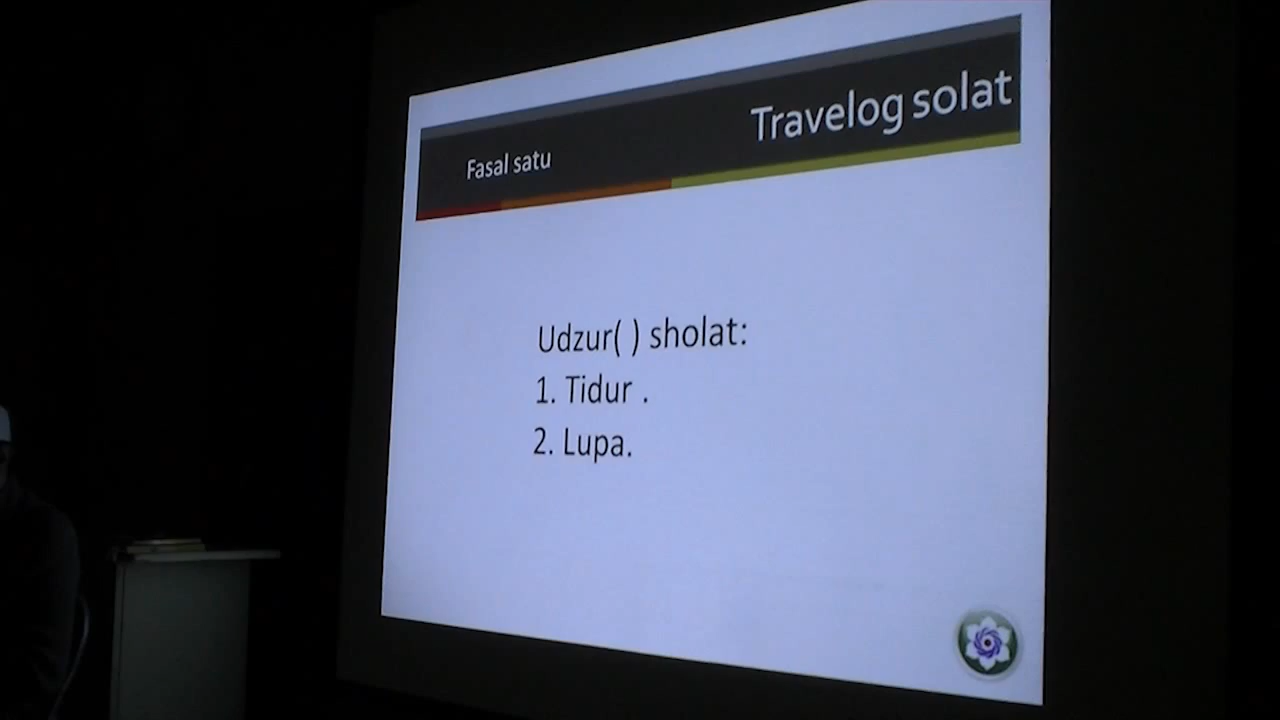 Travelog solat
Fasal satu
Udzur( ) sholat:
1. Tidur .
2. Lupa.